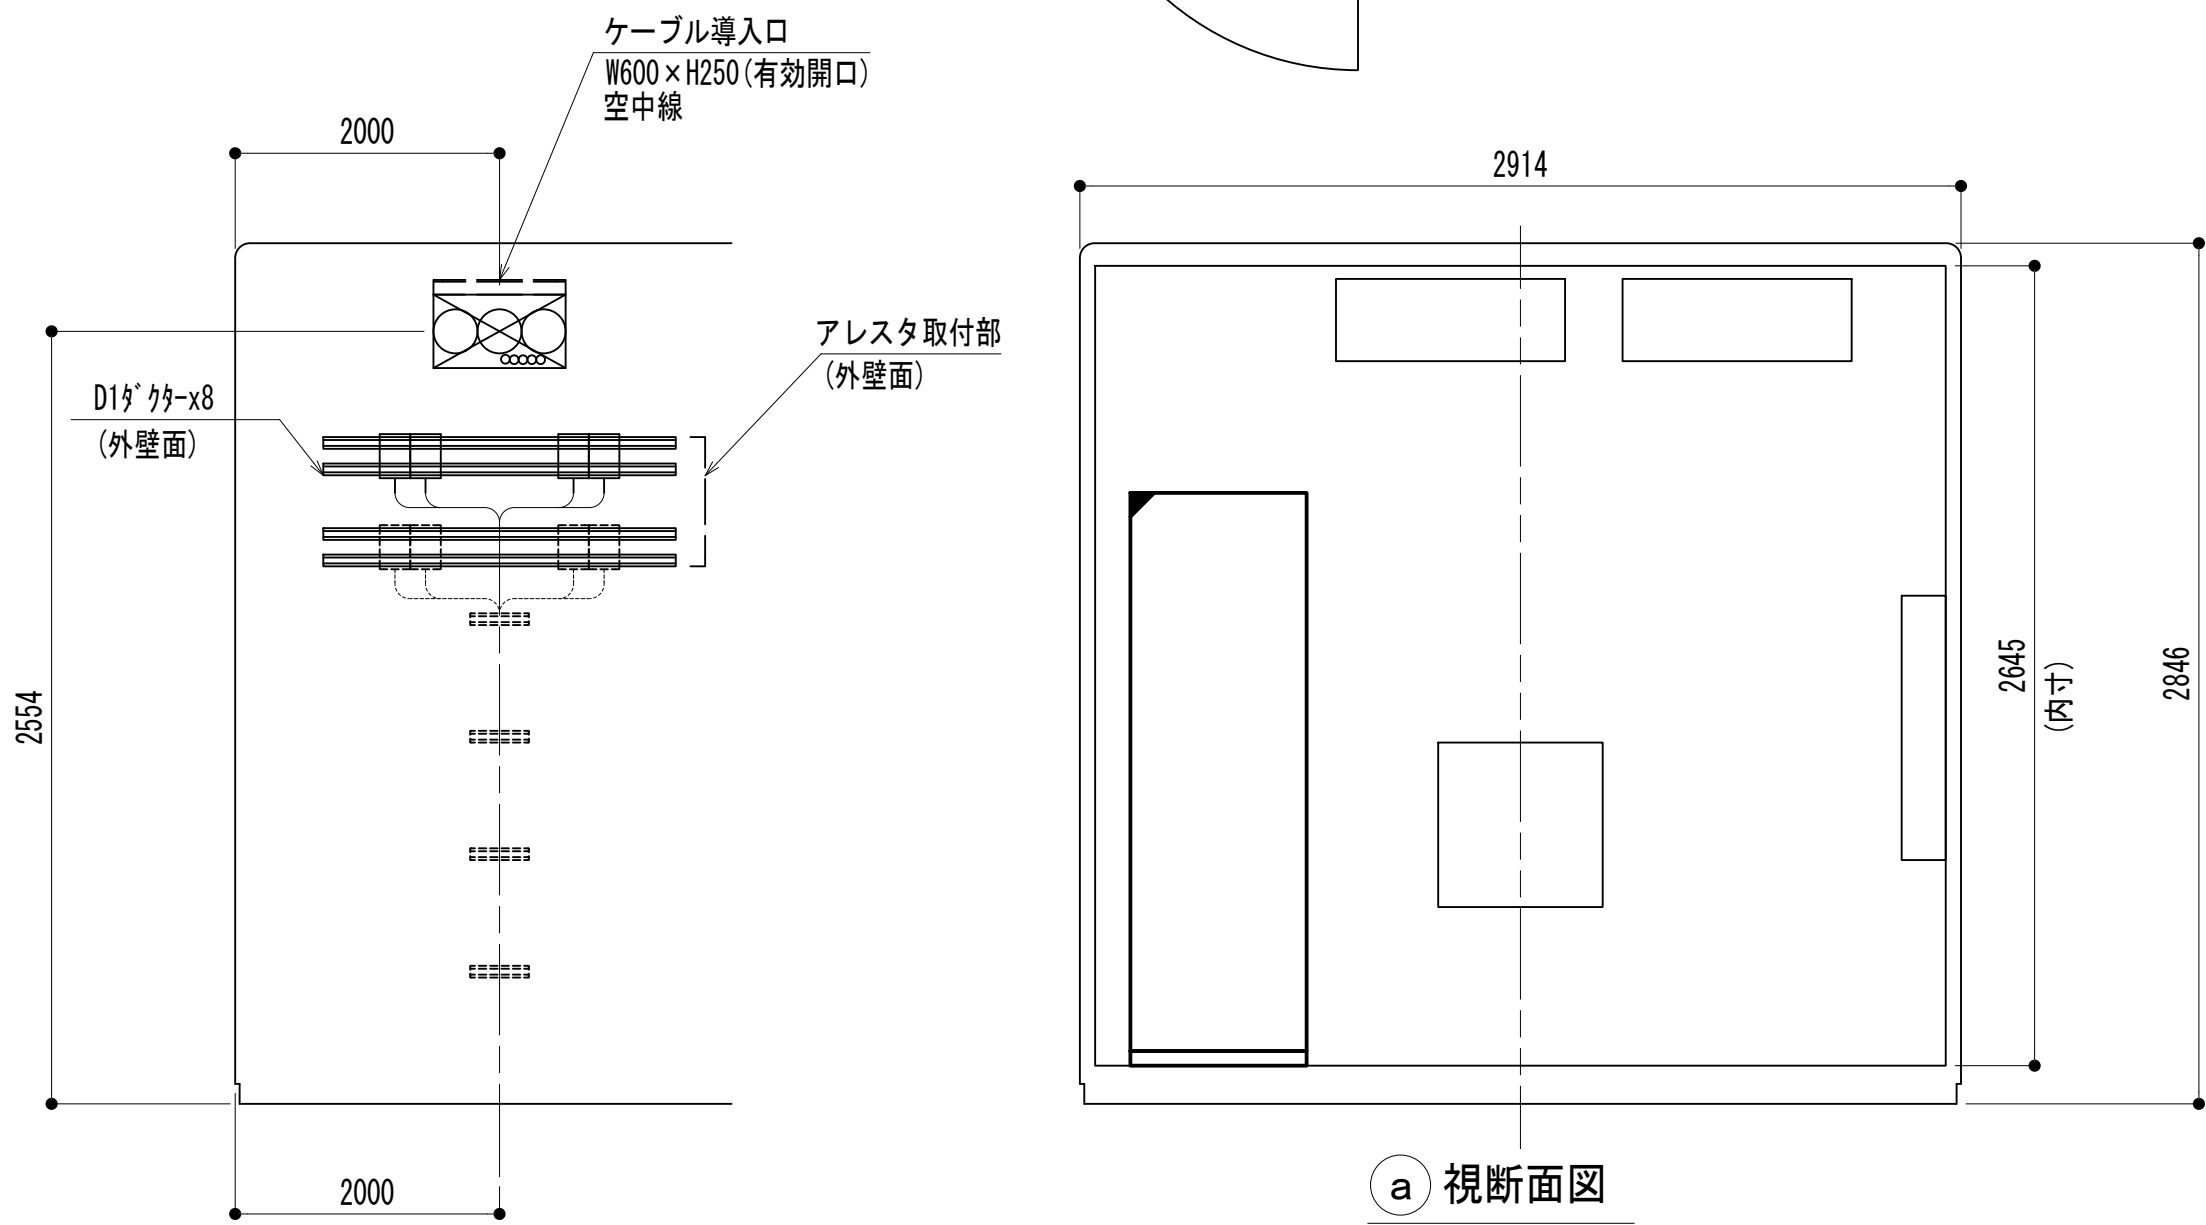 ケーブル導入口
W600×H250(有効開口)
空中線
2000
2914
アレスタ取付部
(外壁面)
D1ﾀﾞｸﾀｰx8
(外壁面)
2554
2645
(内寸)
2846
2000
a 視断面図